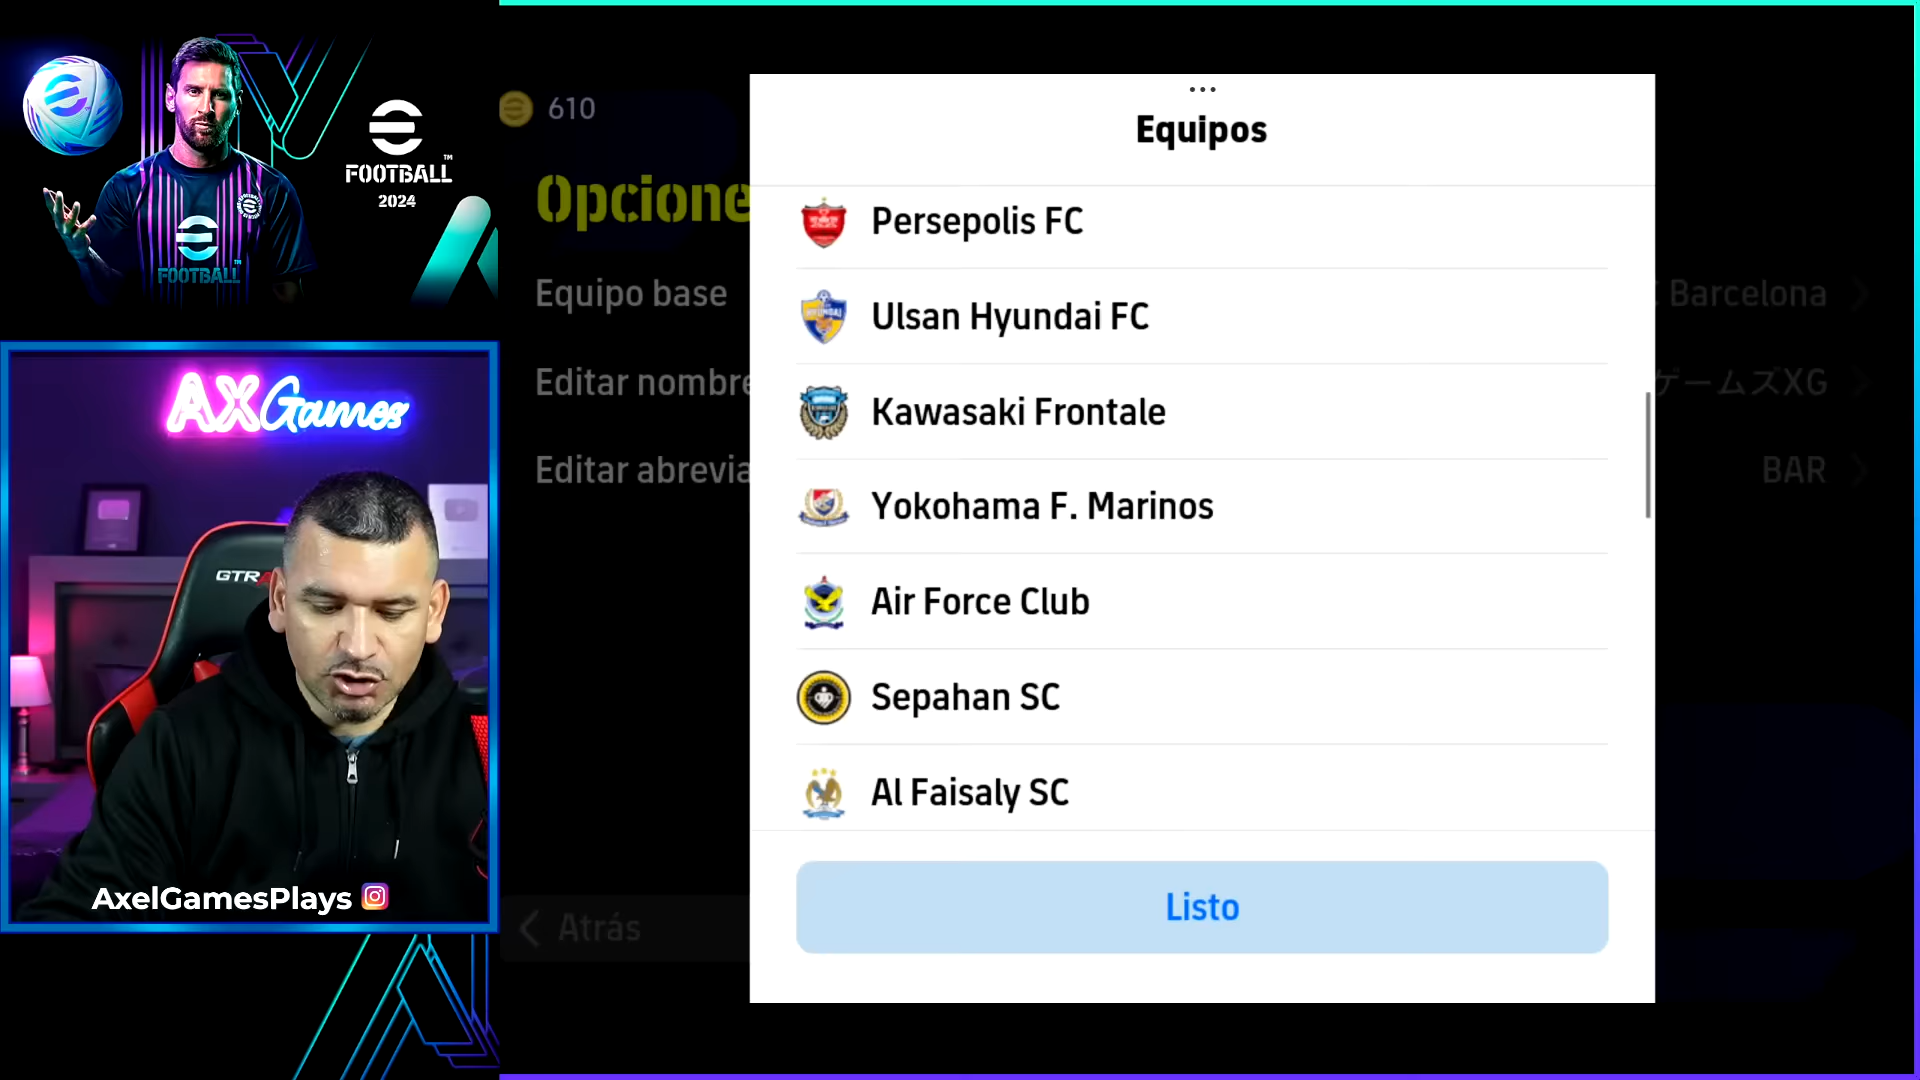 FOOTBALL™
2024
FOOTBALL™
AXGames
GTR
AxelGamesPlays
610
Opcione
Equipo base
Barcelona
Editar nombre
ゲームズXG
Editar abrevia
BAR
Atrás
Equipos
Persepolis FC
Ulsan Hyundai FC
Kawasaki Frontale
Yokohama F. Marinos
Air Force Club
Sepahan SC
Al Faisaly SC
Listo